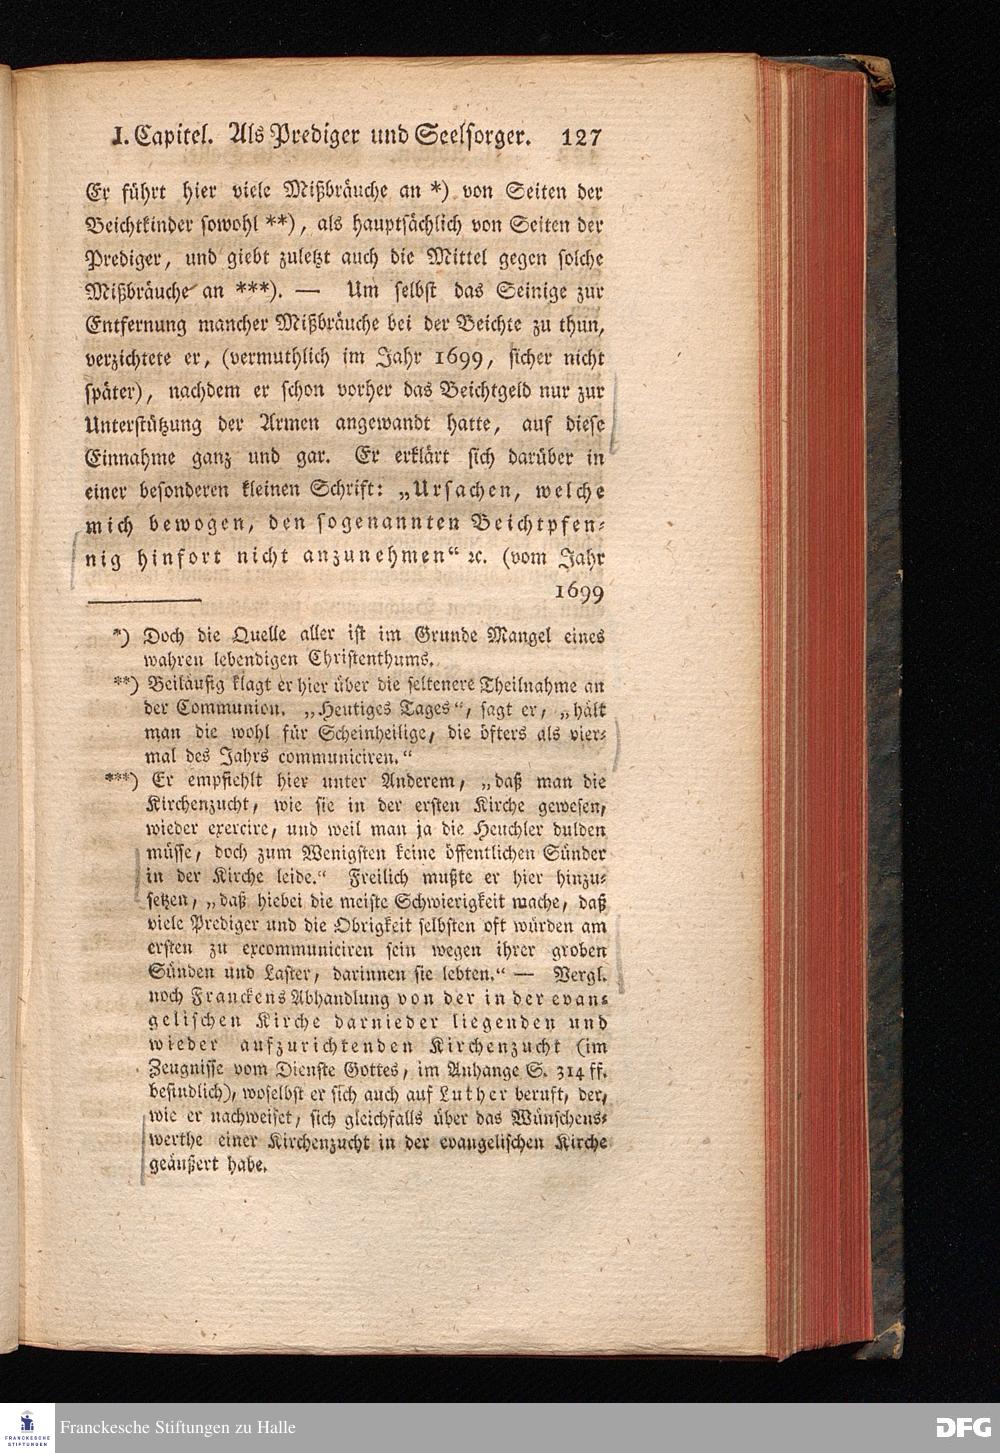 I. Capitel. Als Prediger und Seelsorger. 127
Er führt hier viele Mißbräuche an *) von Seiten der
Beichtkinder sowohl **), als hauptsächlich von Seiten der
Prediger, und giebt zuletzt auch die Mittel gegen solche
Mißbräuche an ***). — Um selbst das Seinige zur
Entfernung mancher Mißbräuche bei der Beichte zu thun,
verzichtete er, (vermuthlich im Jahr 1699, sicher nicht
später), nachdem er schon vorher das Beichtgeld nur zur
Unterstützung der Armen angewandt hatte, auf diese
Einnahme ganz und gar. Er erklärt sich darüber in
einer besonderen kleinen Schrift: „Ursachen, welche
mich bewogen, den sogenannten Beichtpfen-
nig hinfort nicht anzunehmen“ ꝛc. (vom Jahr
1699
*) Doch die Quelle aller ist im Grunde Mangel eines
wahren lebendigen Christenthums.
**) Beiläufig klagt er hier über die seltenere Theilnahme an
der Communion. „Heutiges Tages“, sagt er, „hält
man die wohl für Scheinheilige, die öfters als vier-
mal des Jahrs communiciren.“
***) Er empfiehlt hier unter Anderem, „daß man die
Kirchenzucht, wie sie in der ersten Kirche gewesen,
wieder exercire, und weil man ja die Heuchler dulden
müsse, doch zum Wenigsten keine öffentlichen Sünder
in der Kirche leide.“ Freilich mußte er hier hinzu-
setzen, „daß hiebei die meiste Schwierigkeit mache, daß
viele Prediger und die Obrigkeit selbsten oft würden am
ersten zu excommuniciren sein wegen ihrer groben
Sünden und Laster, darinnen sie lebten.“ — Vergl.
noch Franckens Abhandlung von der in der evan-
gelischen Kirche darnieder liegenden und
wieder aufzurichtenden Kirchenzucht (im
Zeugnisse vom Dienste Gottes, im Anhange S. 314 ff.
befindlich), woselbst er sich auch auf Luther beruft, der,
wie er nachweiset, sich gleichfalls über das Wünschens-
werthe einer Kirchenzucht in der evangelischen Kirche
geäußert habe.
FRANCKESCHE
STIFTUNGEN
Franckesche Stiftungen zu Halle
DFG